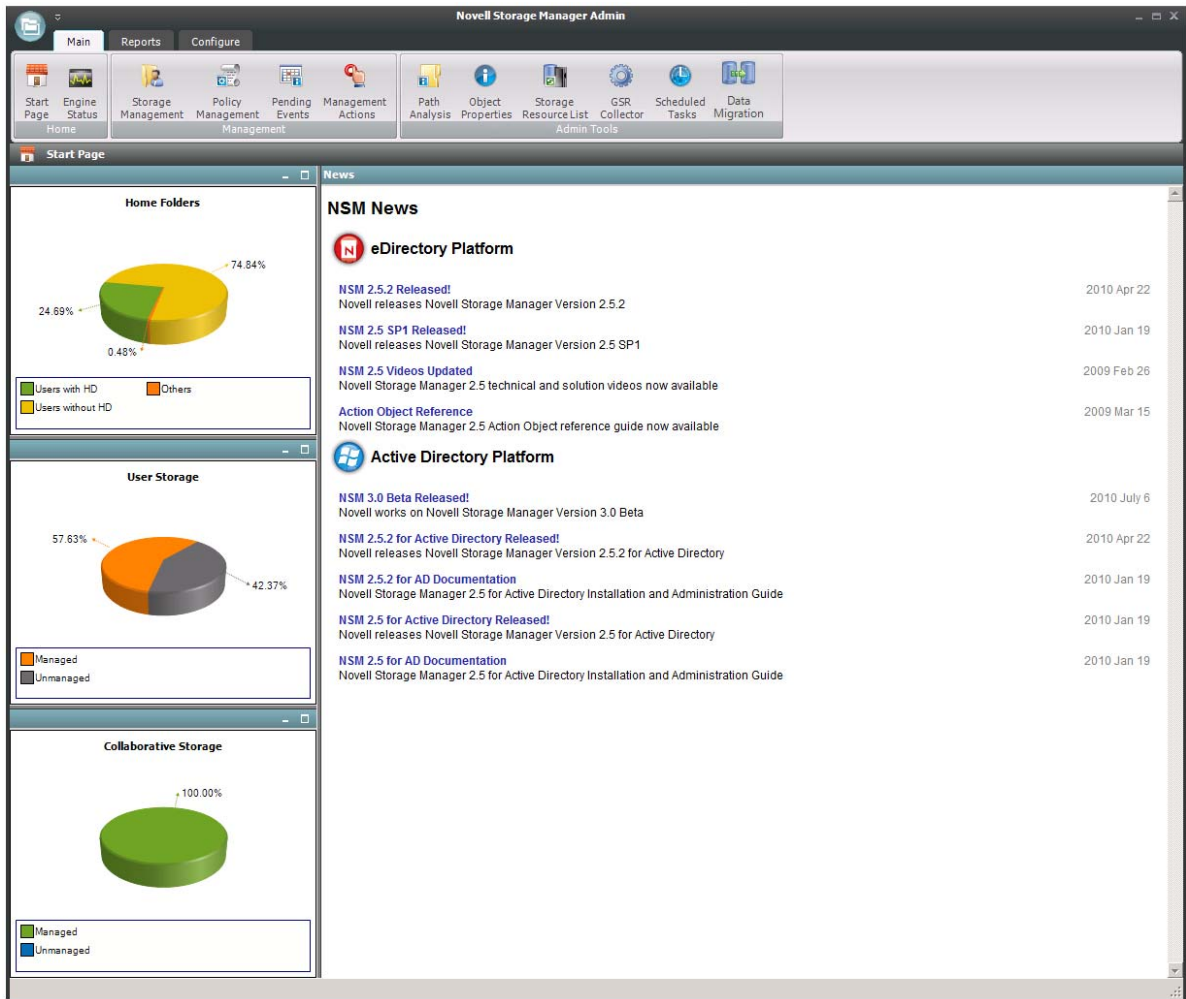 Novell Storage Manager Admin
Main Reports Configure
Start Page
Engine Status
Storage Management
Policy Management
Pending Events
Management Actions
Path Analysis
Object Properties
Storage Resource List
GSR Collector
Scheduled Tasks
Data Migration
Home
Management
Admin Tools
Start Page
Home Folders
74.84%
24.69%
0.48%
Users with HD
Others
Users without HD
User Storage
57.63%
42.37%
Managed
Unmanaged
Collaborative Storage
100.00%
Managed
Unmanaged
News
NSM News
N
eDirectory Platform
NSM 2.5.2 Released! 2010 Apr 22
Novell releases Novell Storage Manager Version 2.5.2
NSM 2.5 SP1 Released! 2010 Jan 19
Novell releases Novell Storage Manager Version 2.5 SP1
NSM 2.5 Videos Updated 2009 Feb 26
Novell Storage Manager 2.5 technical and solution videos now available
Action Object Reference 2009 Mar 15
Novell Storage Manager 2.5 Action Object reference guide now available
Active Directory Platform
NSM 3.0 Beta Released! 2010 July 6
Novell works on Novell Storage Manager Version 3.0 Beta
NSM 2.5.2 for Active Directory Released! 2010 Apr 22
Novell releases Novell Storage Manager Version 2.5.2 for Active Directory
NSM 2.5.2 for AD Documentation 2010 Jan 19
Novell Storage Manager 2.5 for Active Directory Installation and Administration Guide
NSM 2.5 for Active Directory Released! 2010 Jan 19
Novell releases Novell Storage Manager Version 2.5 for Active Directory
NSM 2.5 for AD Documentation 2010 Jan 19
Novell Storage Manager 2.5 for Active Directory Installation and Administration Guide